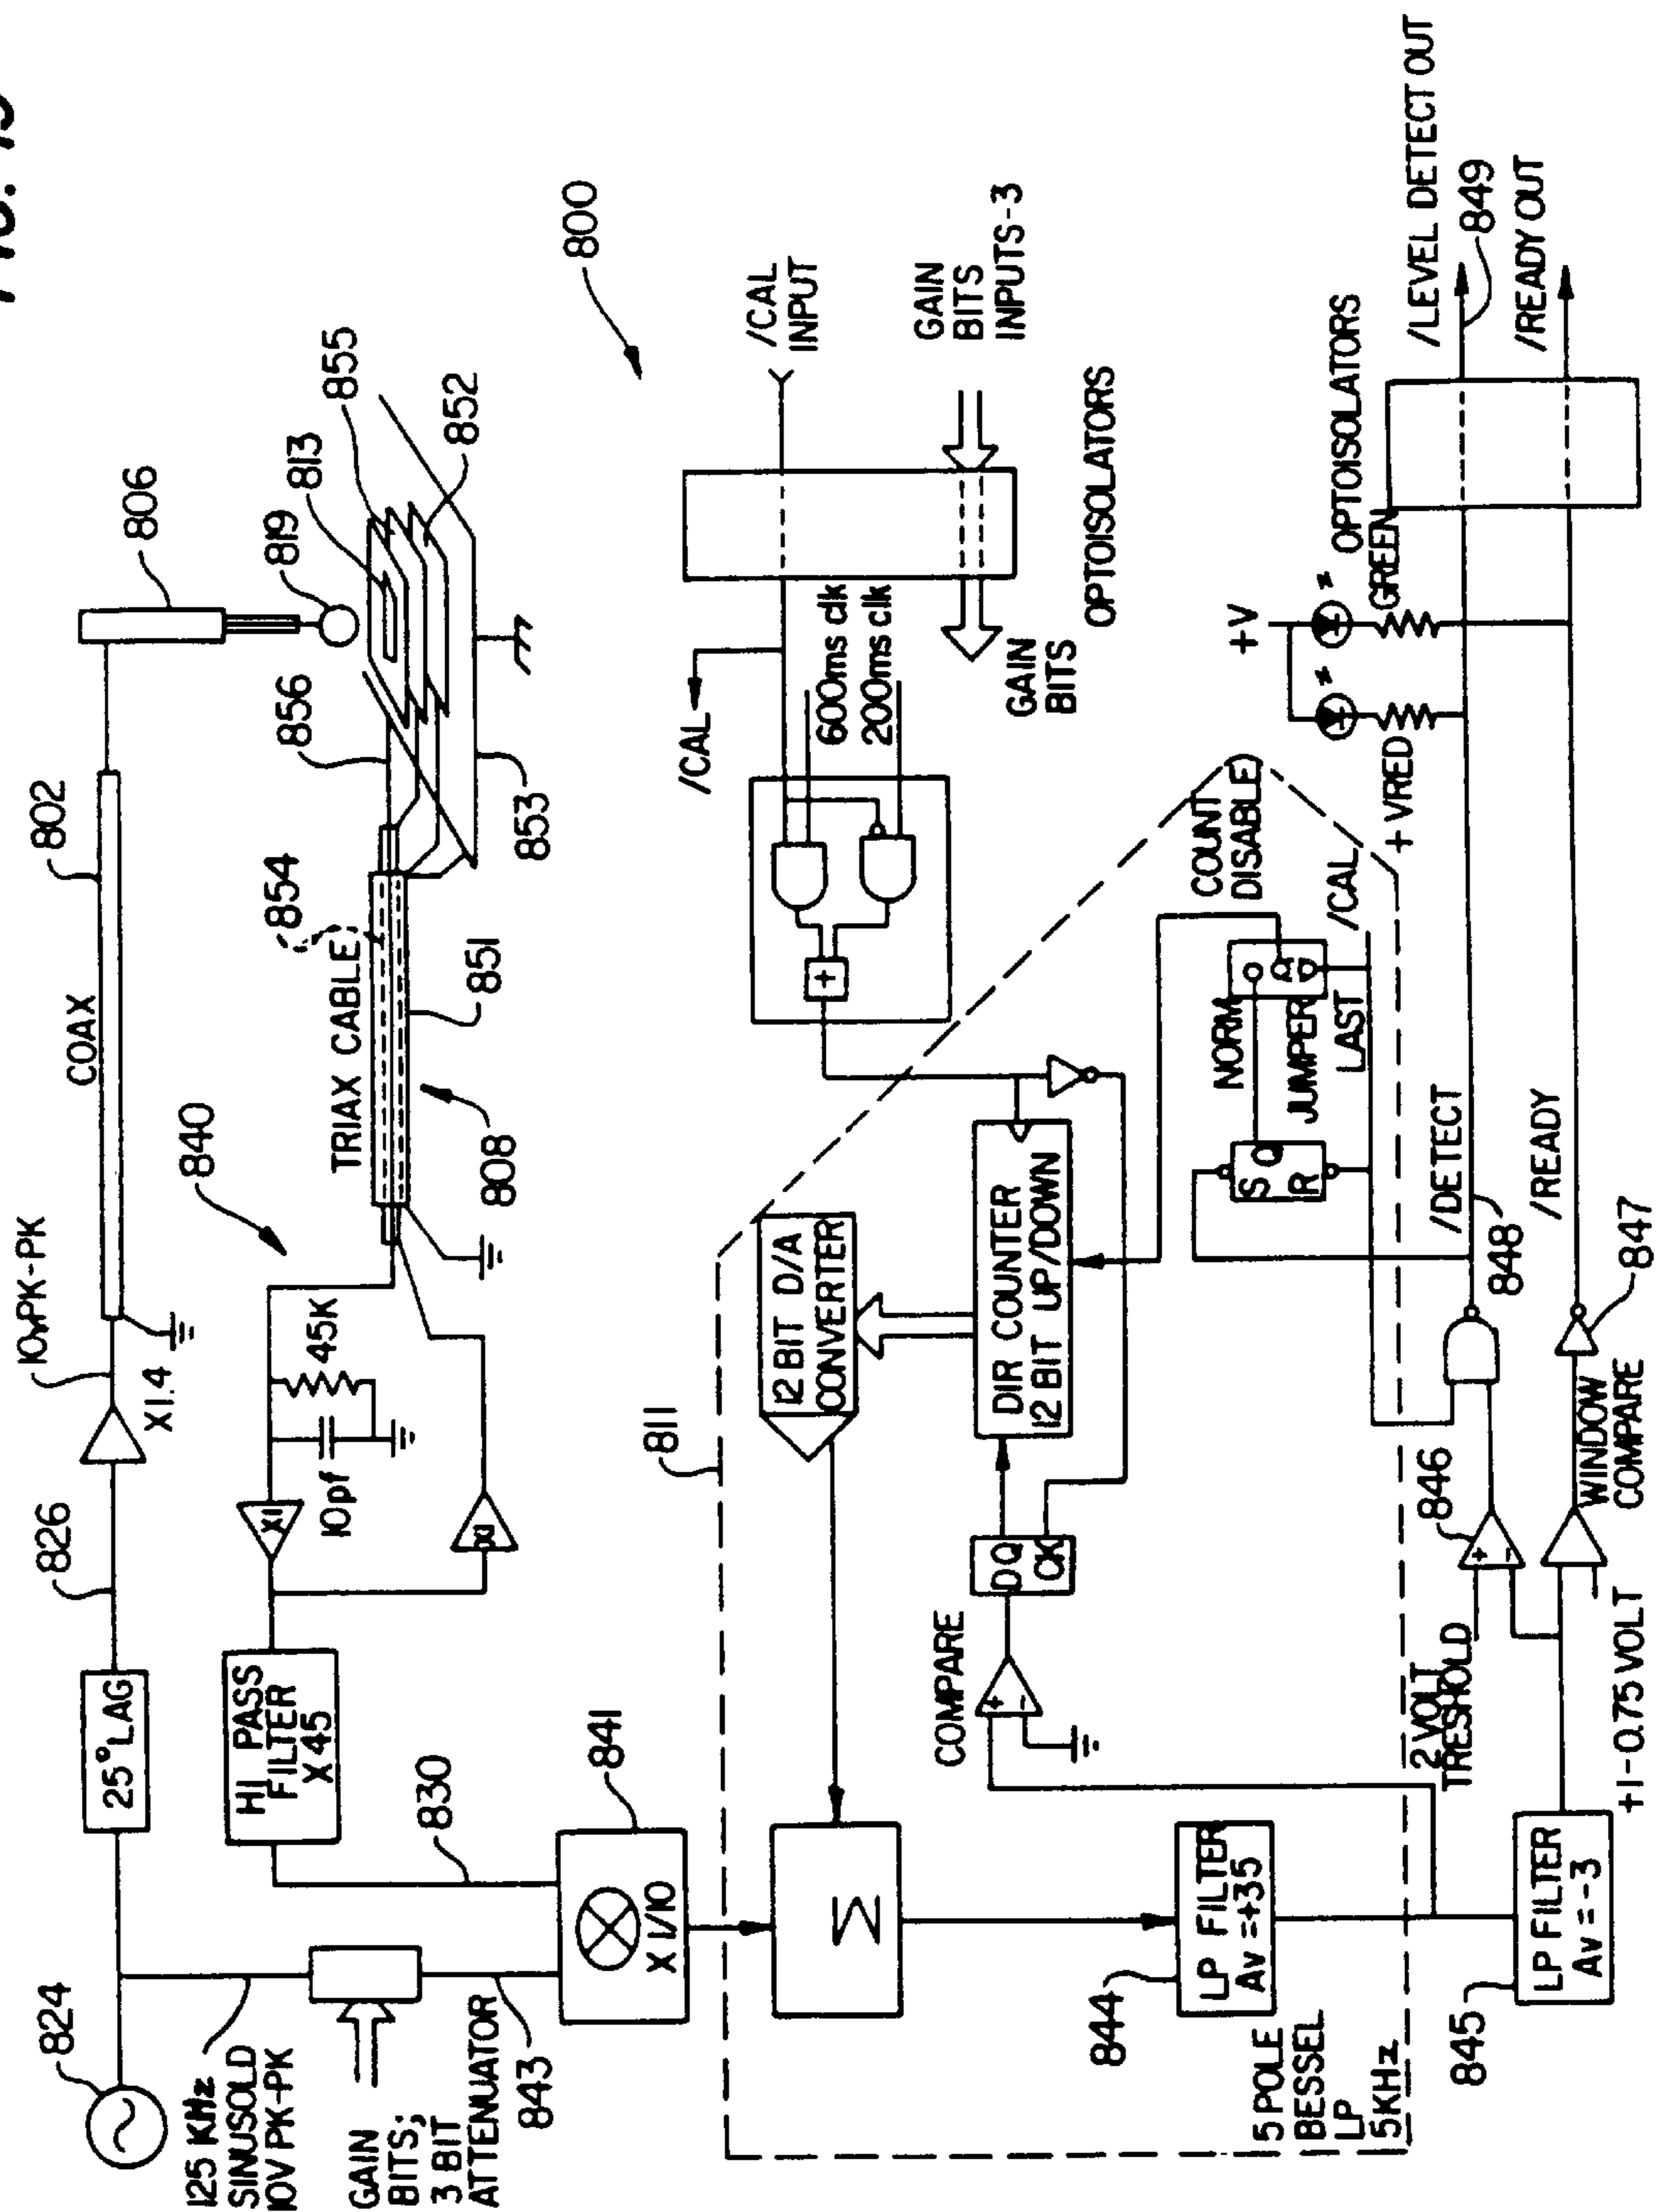 824
125 KHz
SINUSOLD
10V PK-PK
25° LAG
826
X1.4
10vPK-PK
COAX
802
806
819
813
855
852
853
856
854
TRIAX CABLE
851
808
840
45K
10pf
X1
X1
HI PASS
FILTER
X 45
830
GAIN
BITS;
3 BIT
ATTENUATOR
843
841
X 1/10
800
/CAL
INPUT
GAIN
BITS
INPUTS-3
OPTOISOLATORS
/CAL
600ms clk
200ms clk
GAIN
BITS
+
811
12 BIT D/A
CONVERTER
DIR COUNTER
12 BIT UP/DOWN
COMPARE
+
-
D Q
CK
Σ
844
LP FILTER
Av =+35
5 POLE
BESSEL
LP
5KHz
COUNT
DISABLE
NORM
JUMPER
LAST
/CAL
S
Q
R
+V
+ VRED
GREEN
OPTOISOLATORS
/LEVEL DETECT OUT
849
/READY OUT
/DETECT
848
/READY
847
846
+
-
2 VOLT
TRESHOLD
WINDOW
COMPARE
+1-0.75 VOLT
845
LP FILTER
Av = -3